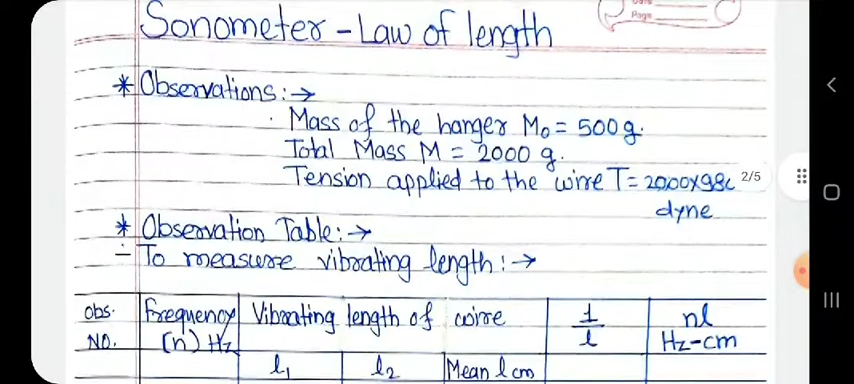 Page
Sonometer - Law of length
* Observations :→
Mass of the hanger M₀ = 500 g.
Total Mass M = 2000 g.
Tension applied to the wire T = 2000x980
2/5
dyne
* Observation Table :→
÷ To measure vibrating length :→
obs. NO.
Frequency (n) Hz
Vibrating length of wire
1/l
nl Hz-cm
l₁
l₂
Mean l cm